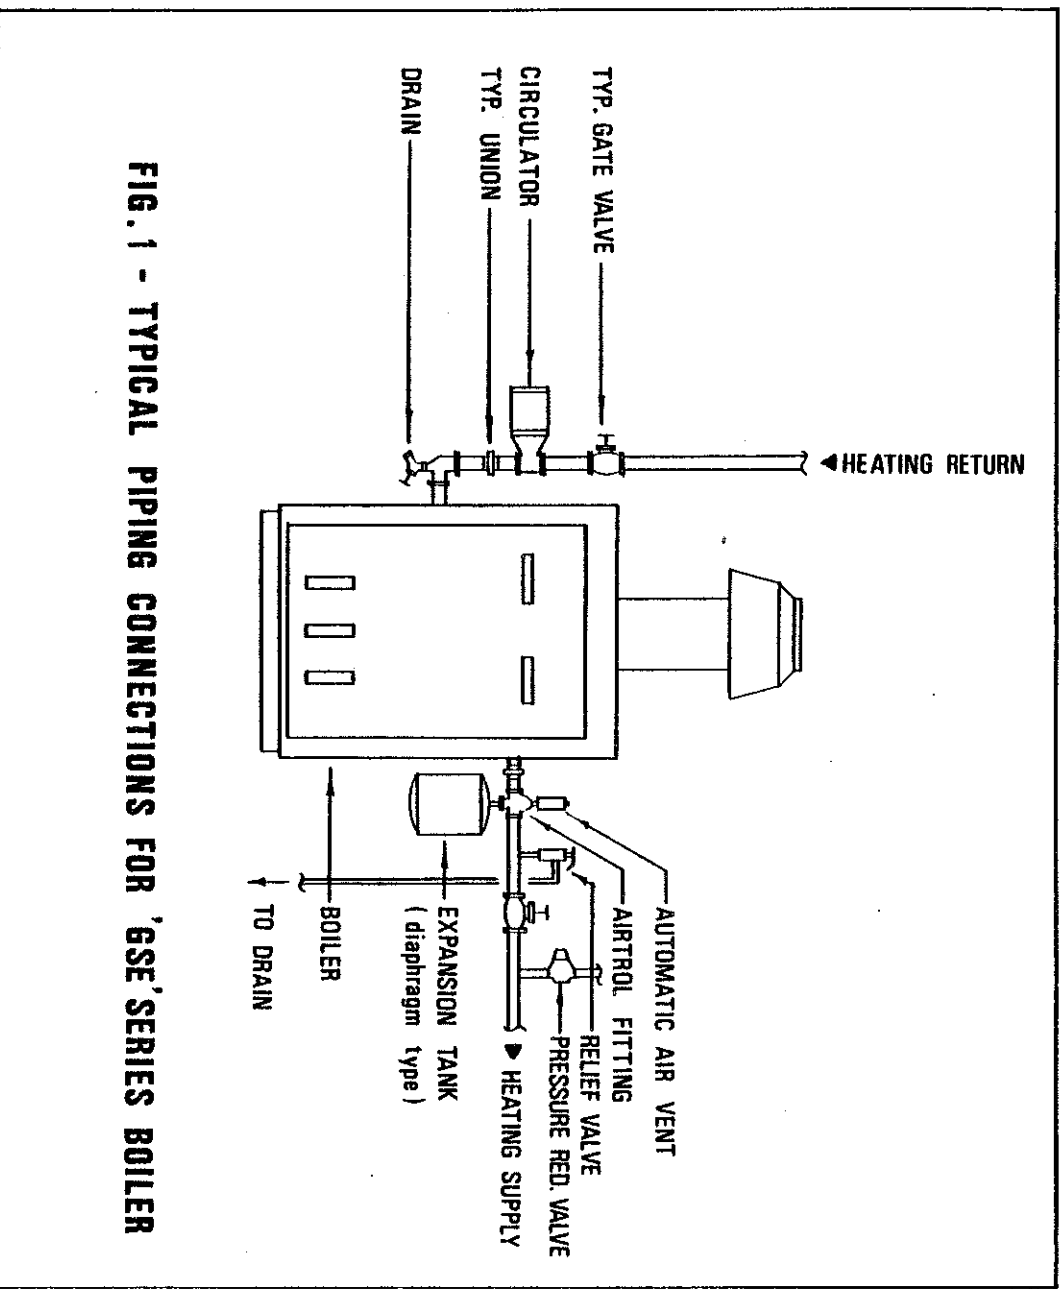 TYP. GATE VALVE
CIRCULATOR
TYP. UNION
DRAIN
HEATING RETURN
AUTOMATIC AIR VENT
AIRTROL FITTING
RELIEF VALVE
PRESSURE RED. VALVE
HEATING SUPPLY
EXPANSION TANK
(diaphragm type)
BOILER
TO DRAIN
FIG. 1 - TYPICAL PIPING CONNECTIONS FOR 'GSE' SERIES BOILER